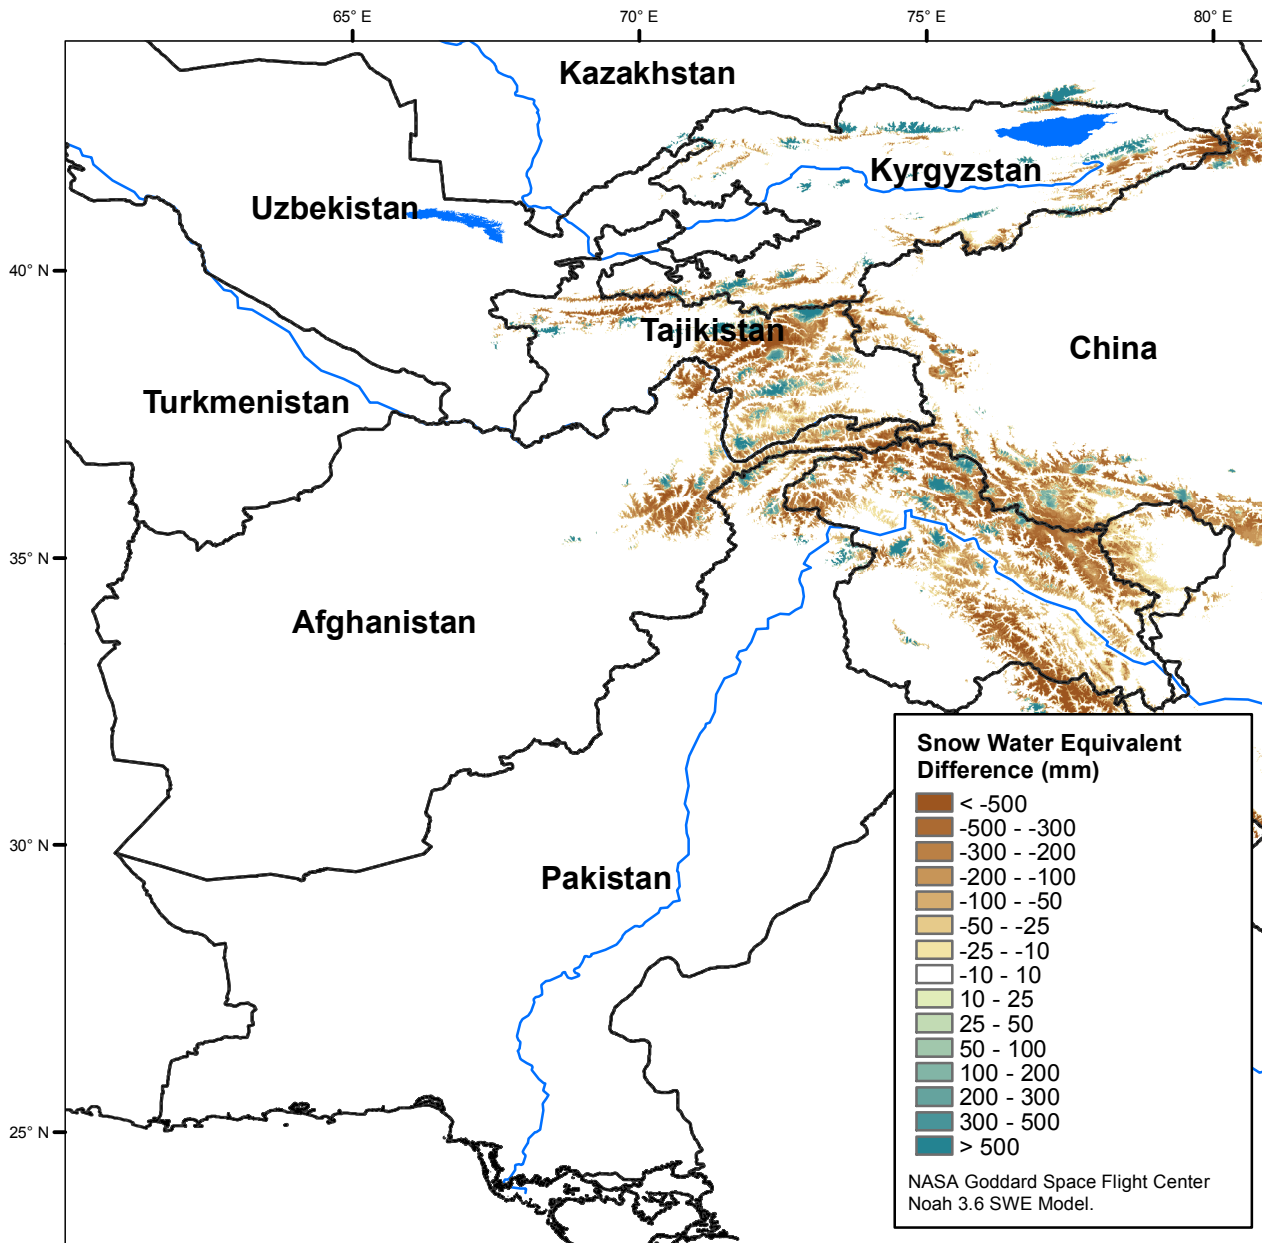 65° E
70° E
75° E
80° E
40° N
35° N
30° N
25° N
Kazakhstan
Kyrgyzstan
Uzbekistan
Tajikistan
China
Turkmenistan
Afghanistan
Pakistan
Snow Water Equivalent
Difference (mm)
< -500
-500 - -300
-300 - -200
-200 - -100
-100 - -50
-50 - -25
-25 - -10
-10 - 10
10 - 25
25 - 50
50 - 100
100 - 200
200 - 300
300 - 500
> 500
NASA Goddard Space Flight Center
Noah 3.6 SWE Model.